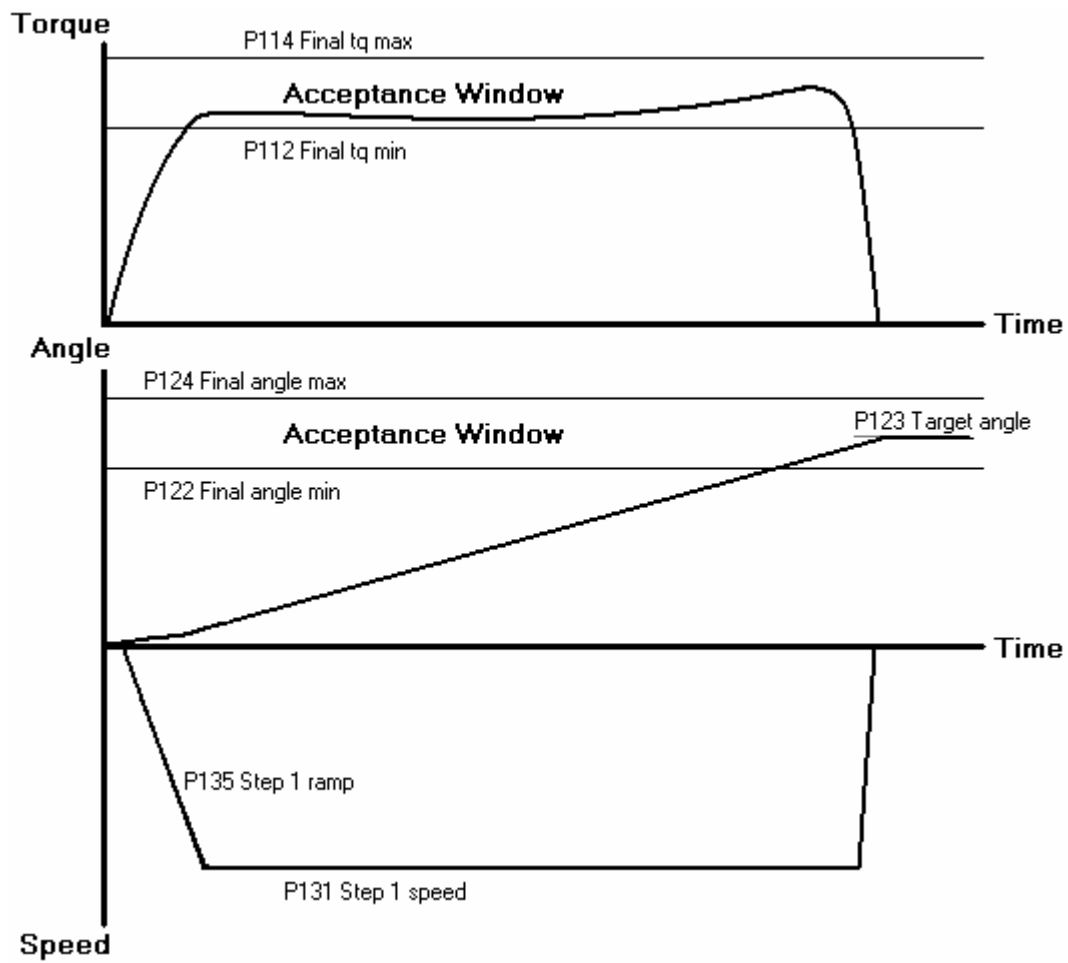 Torque
P114 Final tq max
Acceptance Window
P112 Final tq min
Time
Angle
P124 Final angle max
P123 Target angle
Acceptance Window
P122 Final angle min
Time
P135 Step 1 ramp
P131 Step 1 speed
Speed